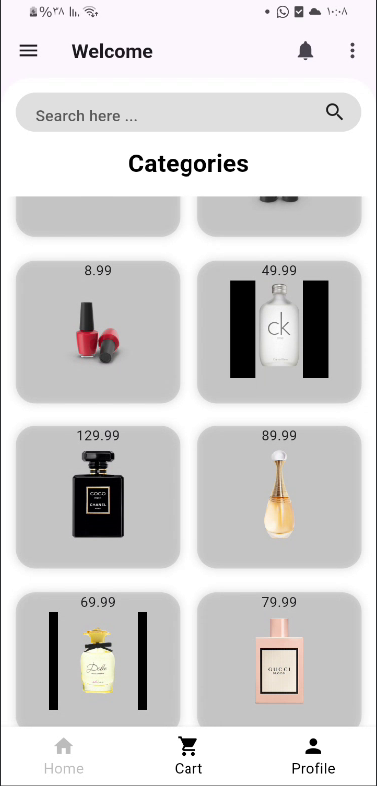 %٣٨ ١٠:٠٨
Welcome
Search here ...
Categories
8.99 49.99
ck
129.99 89.99
COCO
CHANEL
69.99 79.99
Dolce
GUCCI
Home Cart Profile